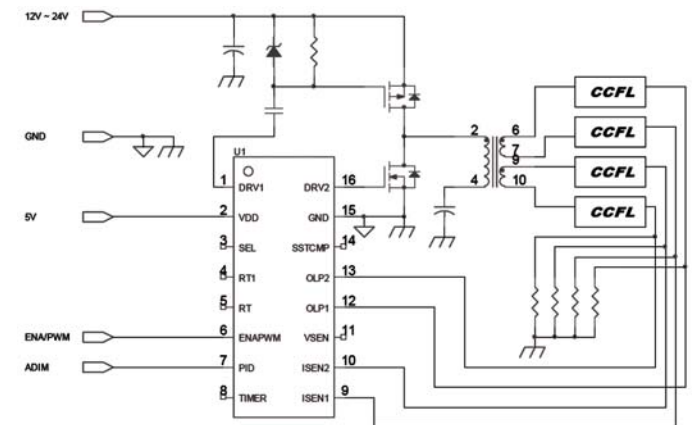 12V ~ 24V
GND
5V
ENA/PWM
ADIM
U1
1 DRV1
2 VDD
3 SEL
4 RT1
5 RT
6 ENAPWM
7 PID
8 TIMER
DRV2 16
GND 15
SSTCMP 14
OLP2 13
OLP1 12
VSEN 11
ISEN2 10
ISEN1 9
2
4
6
7
9
10
CCFL
CCFL
CCFL
CCFL